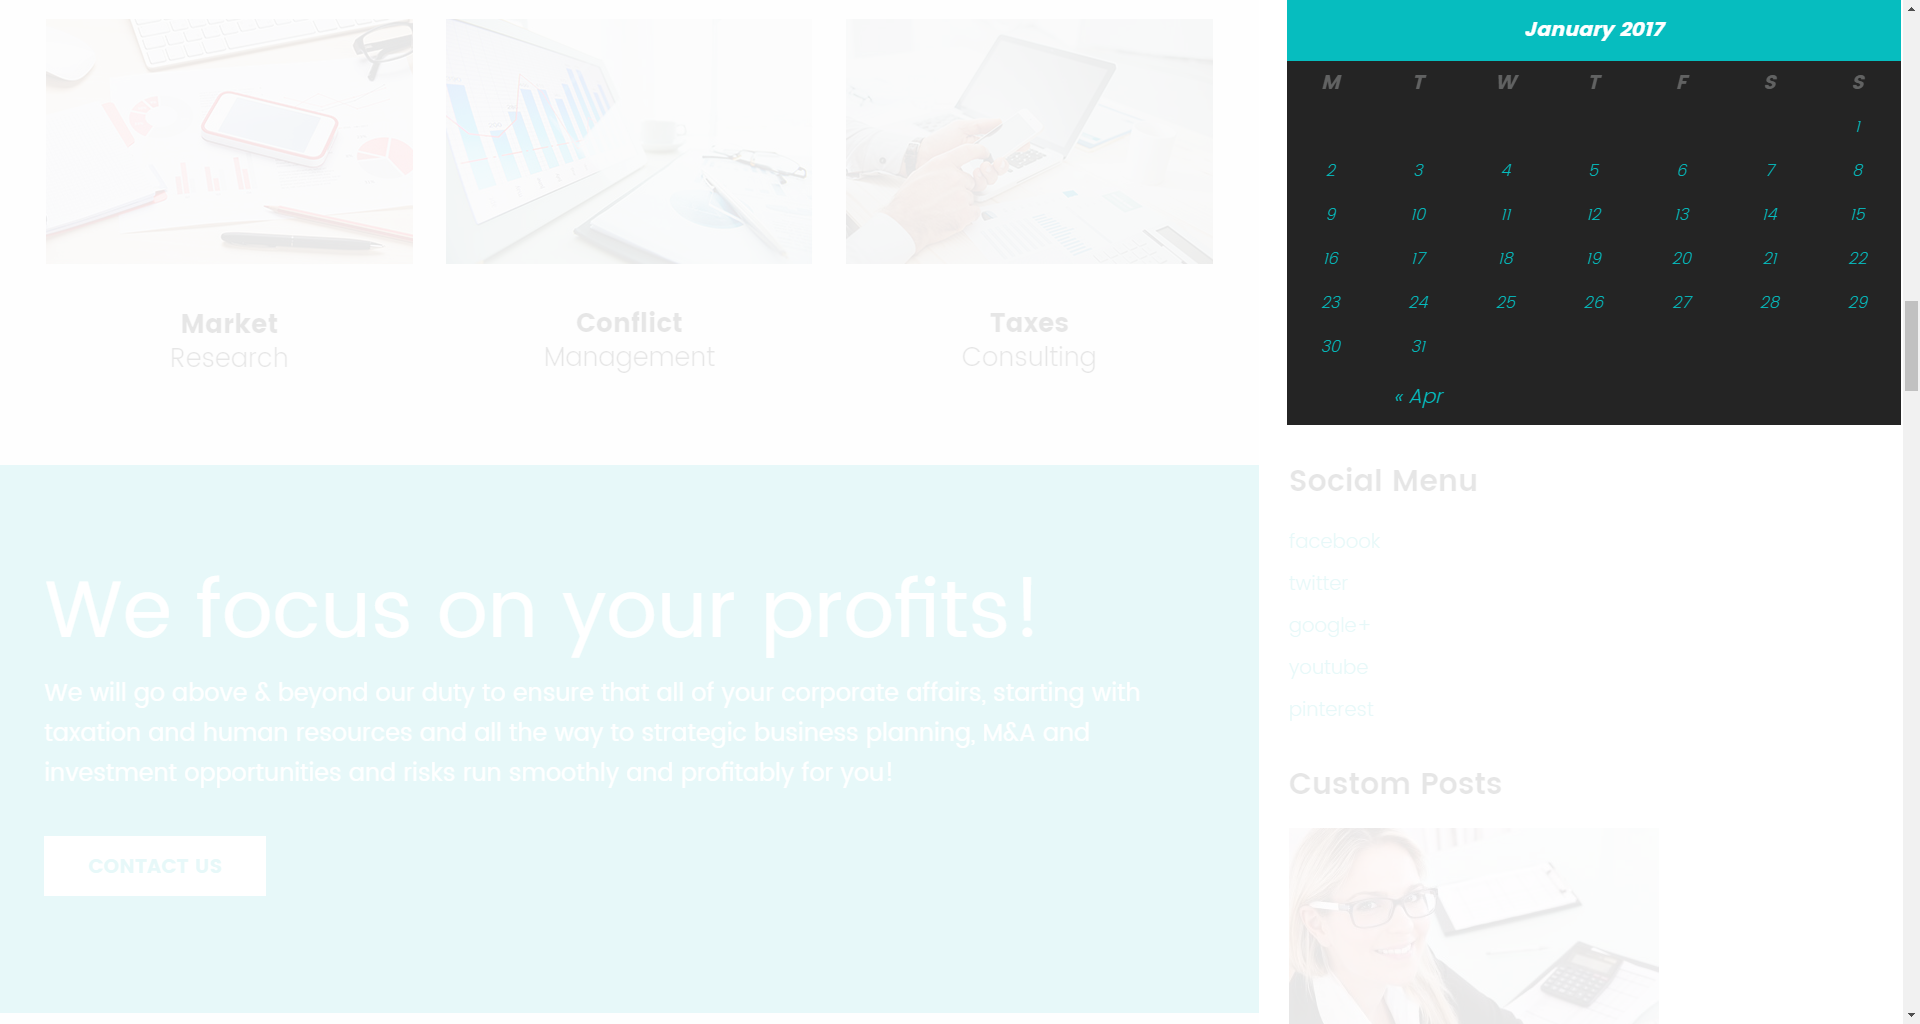 Market
Research
Conflict
Management
Taxes
Consulting
We focus on your profits!
We will go above & beyond our duty to ensure that all of your corporate affairs, starting with
taxation and human resources and all the way to strategic business planning, M&A and
investment opportunities and risks run smoothly and profitably for you!
CONTACT US
January 2017
M T W T F S S
1
2 3 4 5 6 7 8
9 10 11 12 13 14 15
16 17 18 19 20 21 22
23 24 25 26 27 28 29
30 31
« Apr
Social Menu
facebook
twitter
google+
youtube
pinterest
Custom Posts